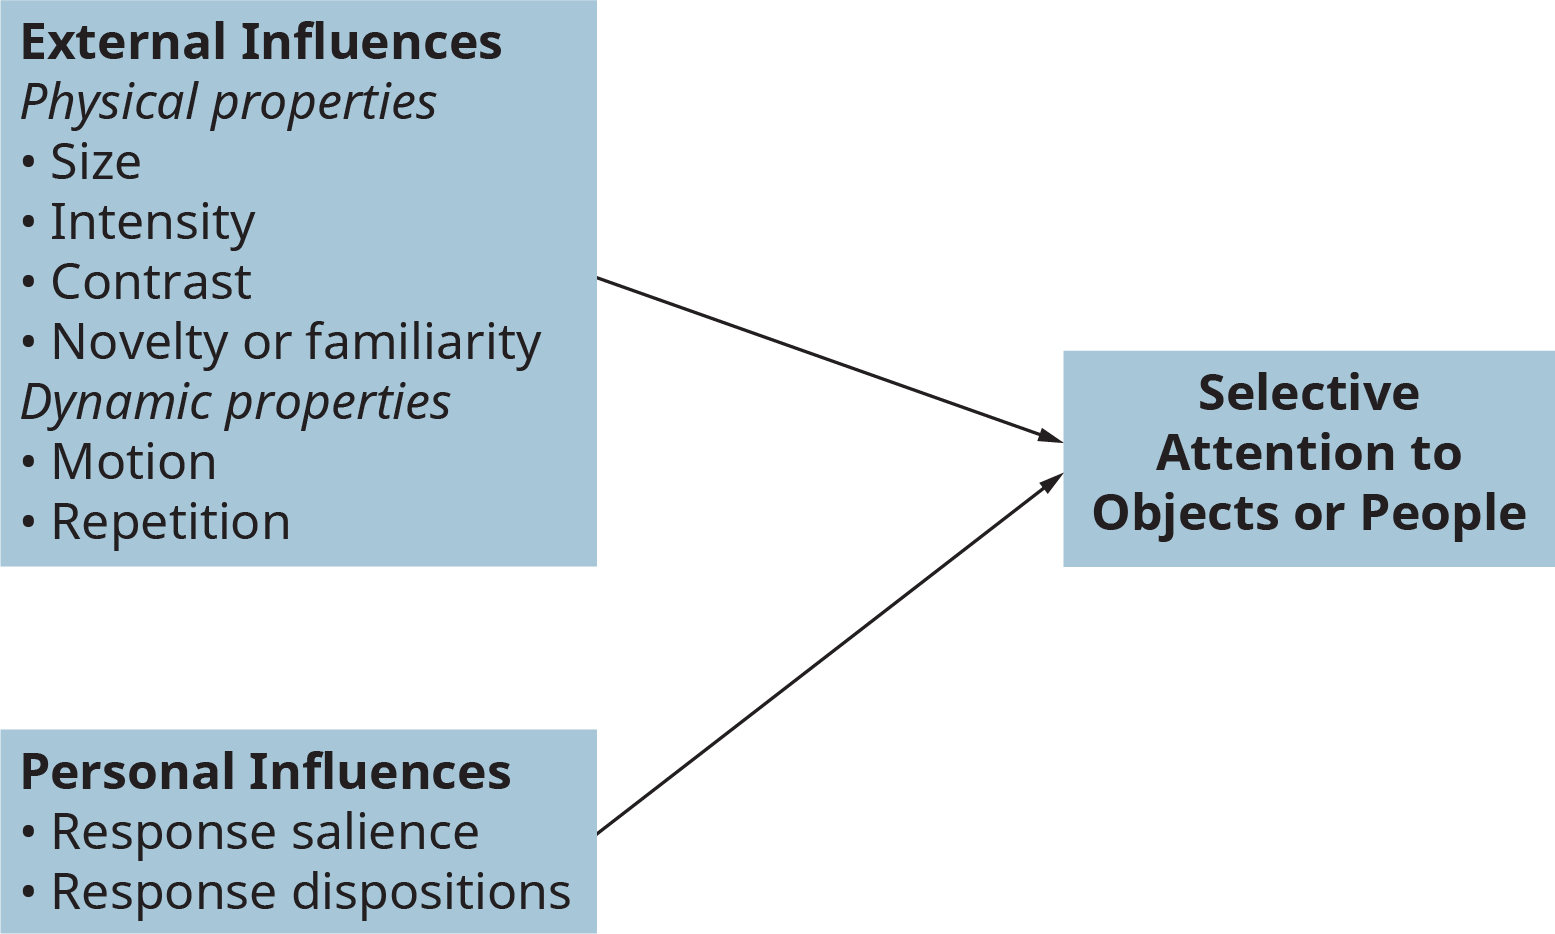 External Influences
Physical properties
• Size
• Intensity
• Contrast
• Novelty or familiarity
Dynamic properties
• Motion
• Repetition
Selective
Attention to
Objects or People
Personal Influences
• Response salience
• Response dispositions